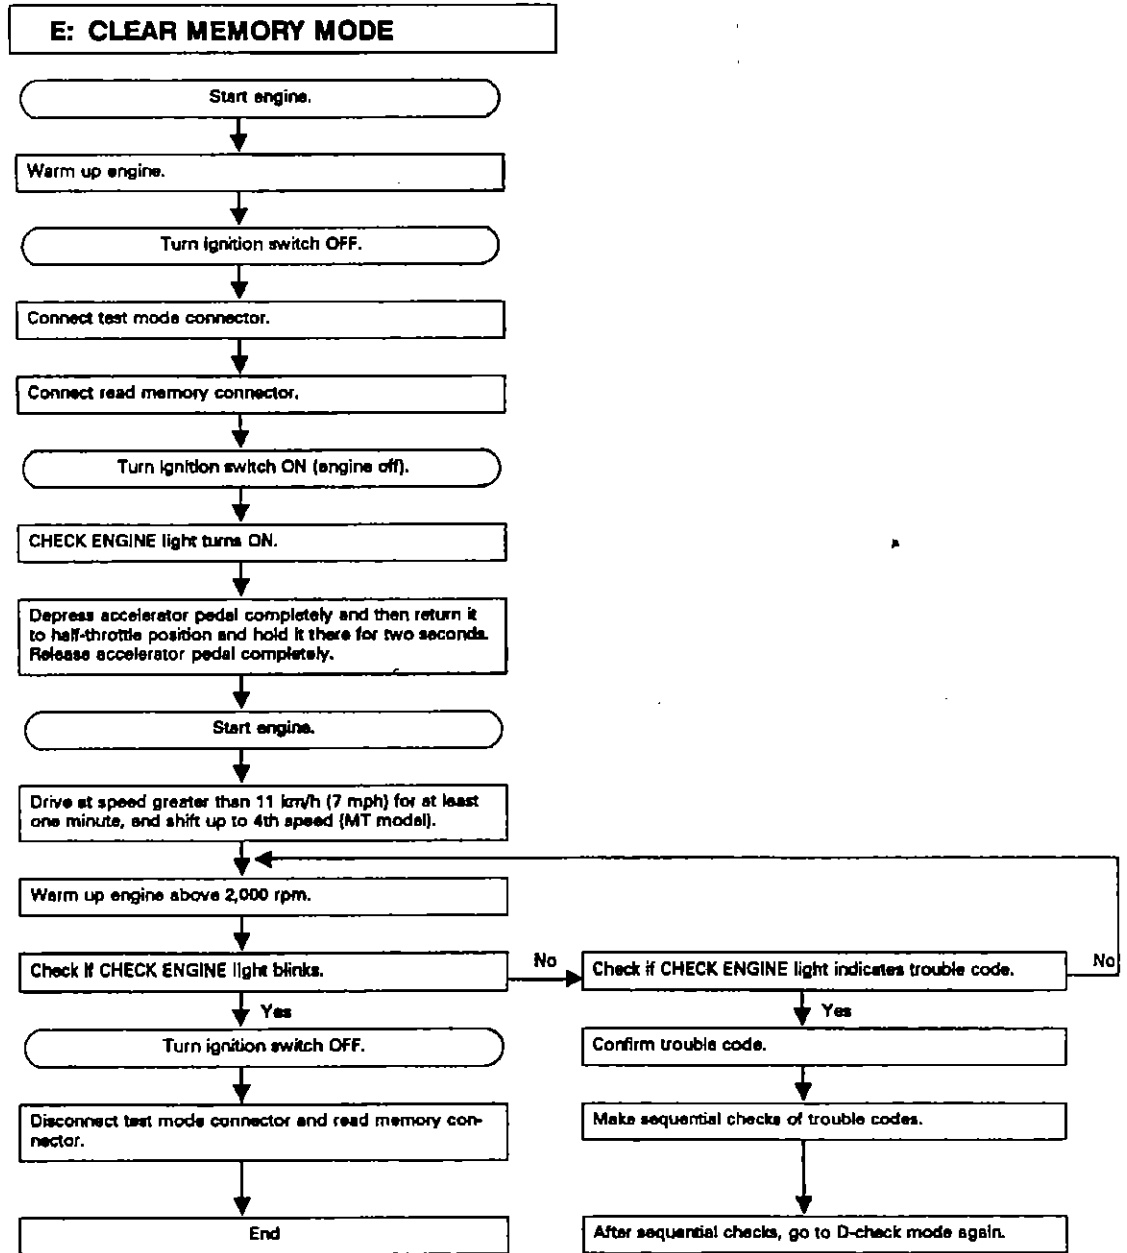 E: CLEAR MEMORY MODE
Start engine.
Warm up engine.
Turn ignition switch OFF.
Connect test mode connector.
Connect read memory connector.
Turn ignition switch ON (engine off).
CHECK ENGINE light turns ON.
Depress accelerator pedal completely and then return it
to half-throttle position and hold it there for two seconds.
Release accelerator pedal completely.
Start engine.
Drive at speed greater than 11 km/h (7 mph) for at least
one minute, and shift up to 4th speed (MT model).
Warm up engine above 2,000 rpm.
Check if CHECK ENGINE light blinks.
No
Check if CHECK ENGINE light indicates trouble code.
No
Yes
Yes
Turn ignition switch OFF.
Confirm trouble code.
Disconnect test mode connector and read memory con-
nector.
Make sequential checks of trouble codes.
End
After sequential checks, go to D-check mode again.